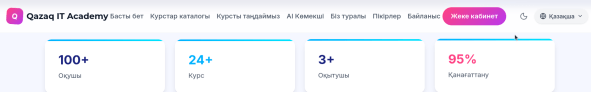 Q Qazaq IT Academy Басты бет Курстар каталогы Курсты таңдаймыз AI Көмекші Біз туралы Пікірлер Байланыс Жеке кабинет Қазақша
100+ 24+ 3+ 95%
Оқушы Курс Оқытушы Қанағаттану